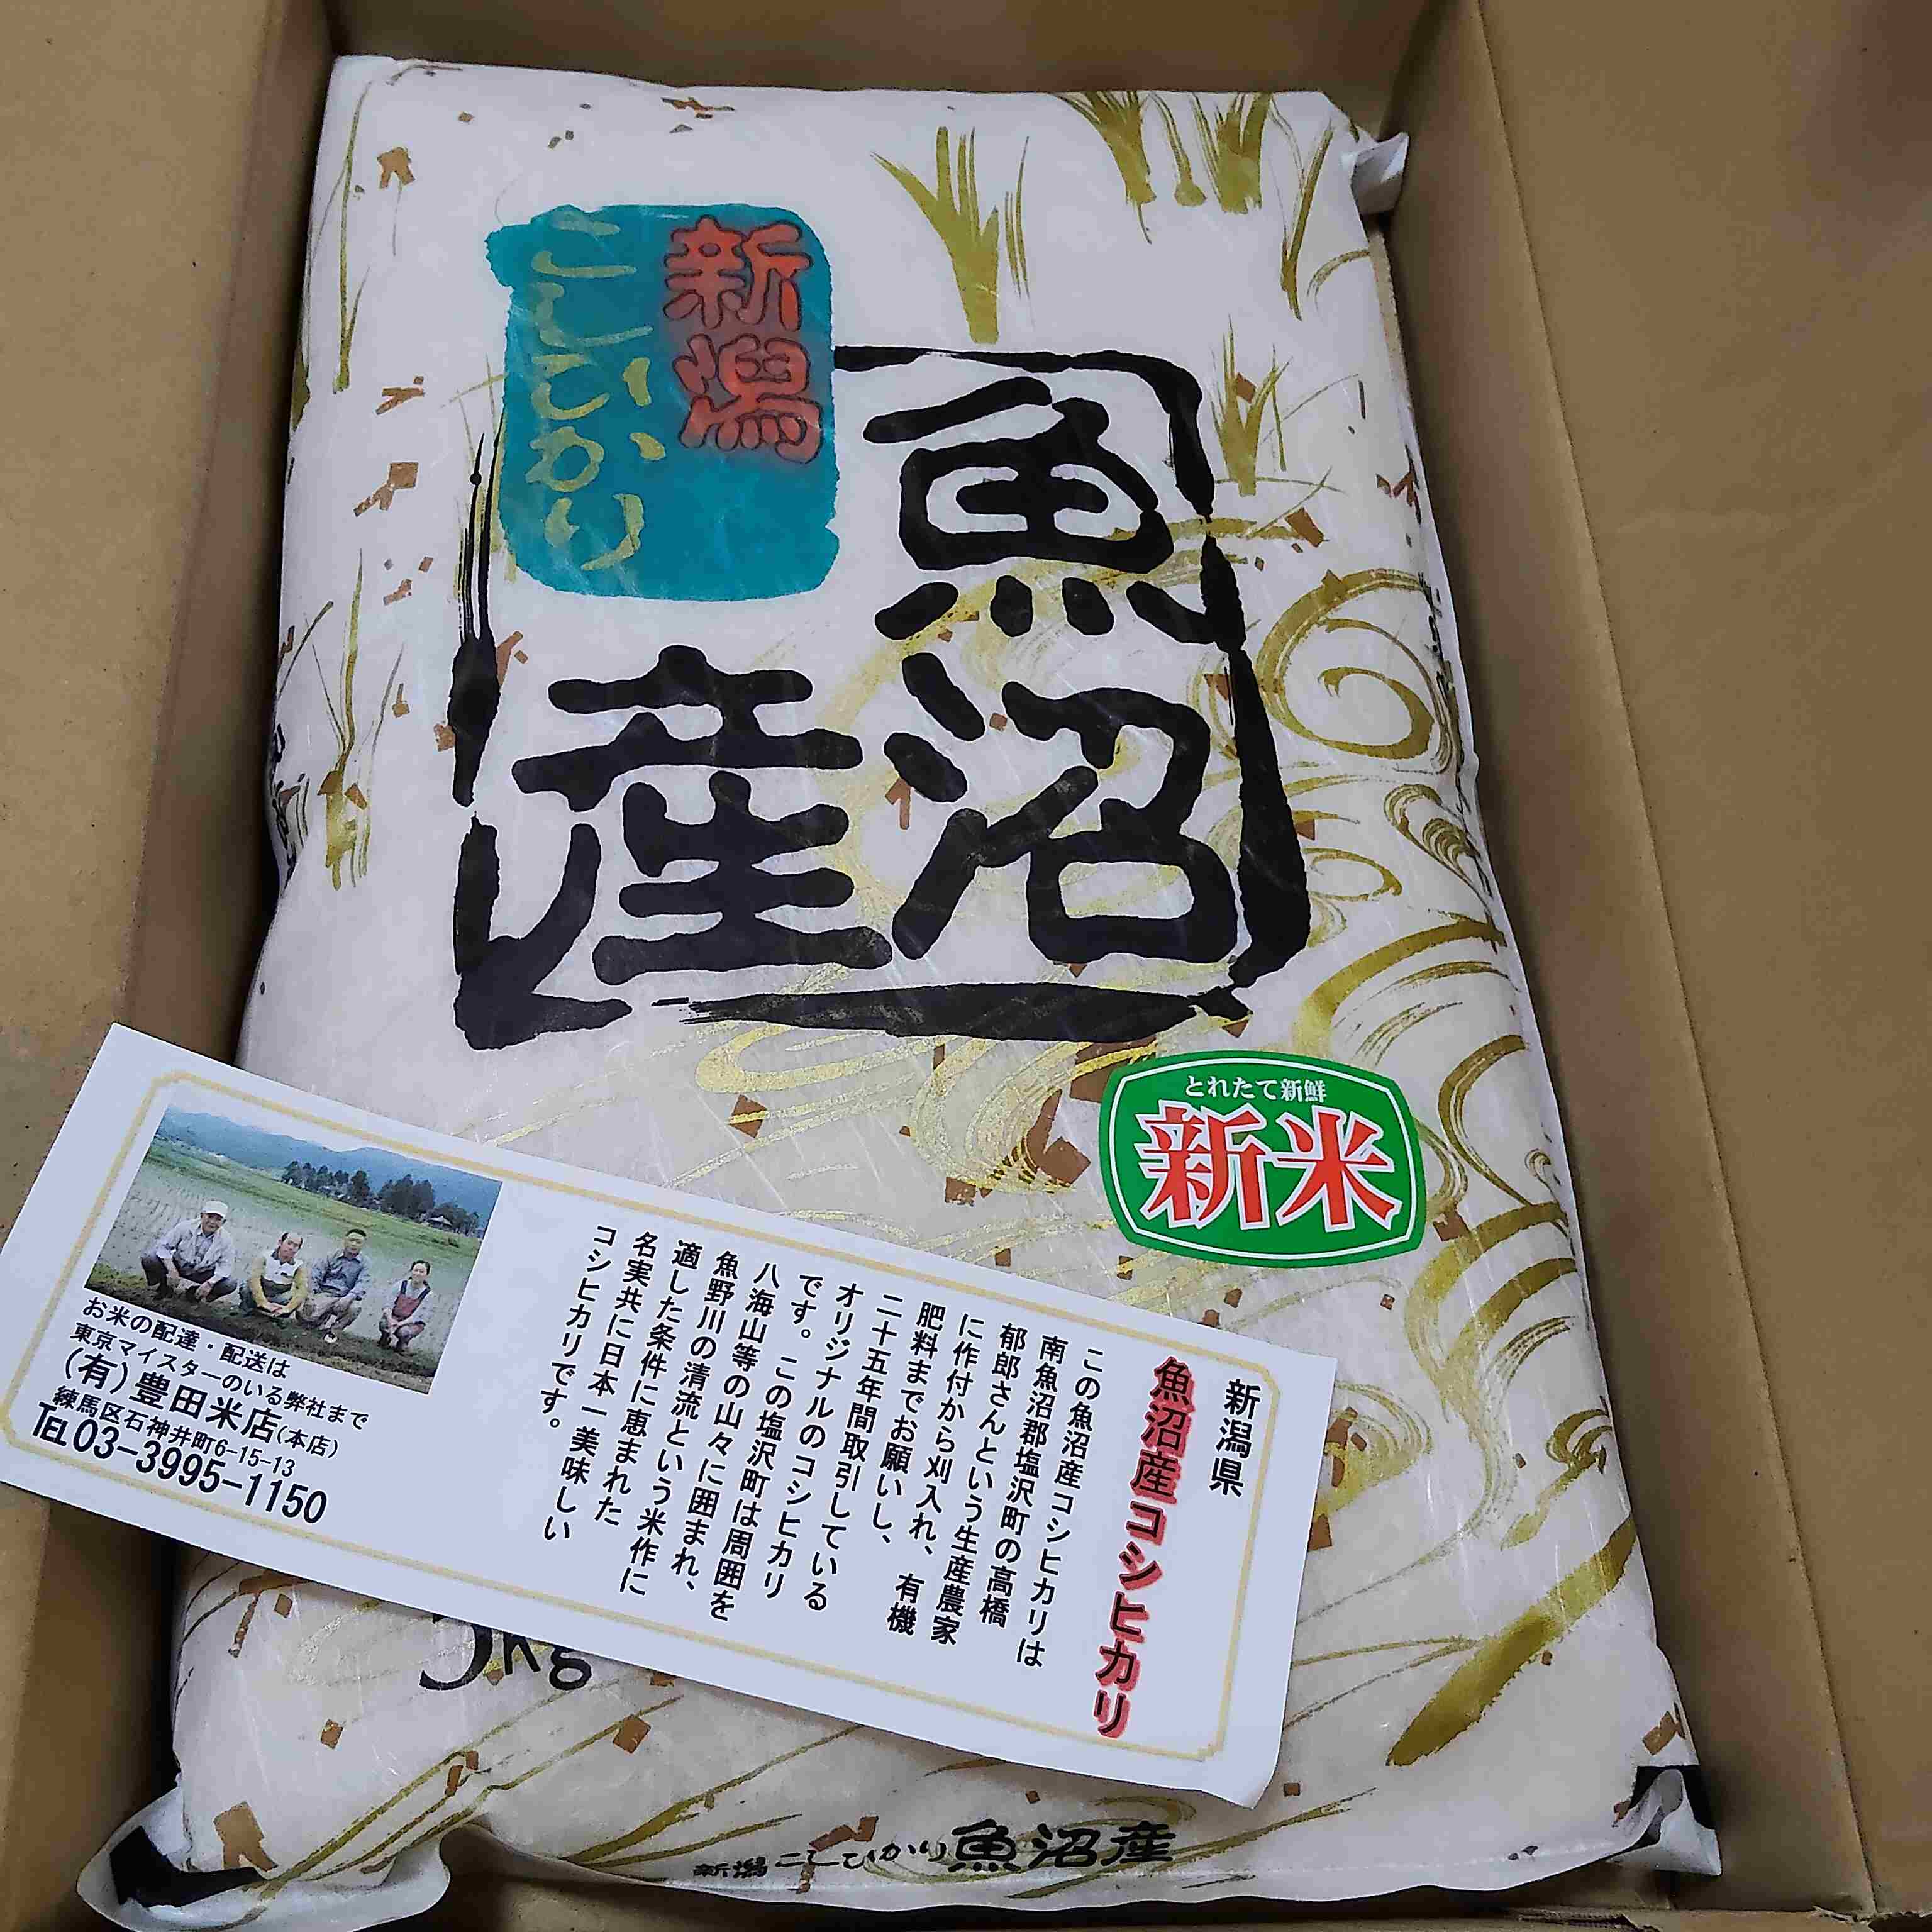 新潟
こしひかり
魚沼
産
とれたて新鮮
新米
新潟県
魚沼産コシヒカリ
この魚沼産コシヒカリは
南魚沼郡塩沢町の高橋
郁郎さんという生産農家
に作付から刈入れ、有機
肥料までお願いし、
二十五年間取引している
オリジナルのコシヒカリ
です。この塩沢町は周囲を
八海山等の山々に囲まれ、
魚野川の清流という米作に
適した条件に恵まれた
名実共に日本一美味しい
コシヒカリです。
お米の配達・配送は
東京マイスターのいる弊社まで
(有)豊田米店(本店)
練馬区石神井町6-15-13
TEL03-3995-1150
5kg
新潟こしひかり魚沼産